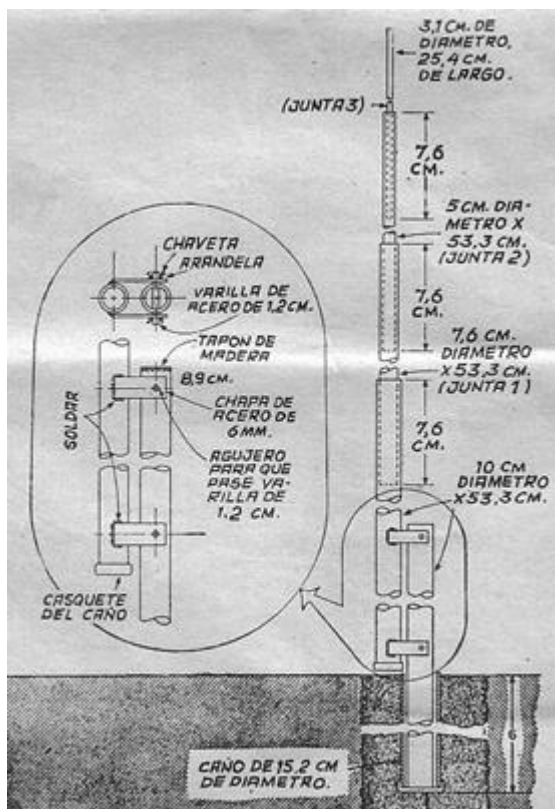 3,1 CM. DE
DIAMETRO,
25,4 CM.
DE LARGO.
(JUNTA 3)
7,6
CM.
5 CM. DIA-
METRO X
53,3 CM.
(JUNTA 2)
7,6
CM.
7,6 CM.
DIAMETRO
X 53,3 CM.
(JUNTA 1)
7,6
CM.
10 CM
DIAMETRO
X 53,3 CM.
CHAVETA
ARANDELA
VARILLA DE
ACERO DE 1,2 CM.
TAPON DE
MADERA
8,9 CM.
CHAPA DE
ACERO DE
6 MM.
SOLDAR
AGUJERO
PARA QUE
PASE VA-
RILLA DE
1,2 CM.
CASQUETE
DEL CAÑO
CAÑO DE 15,2 CM
DE DIAMETRO.